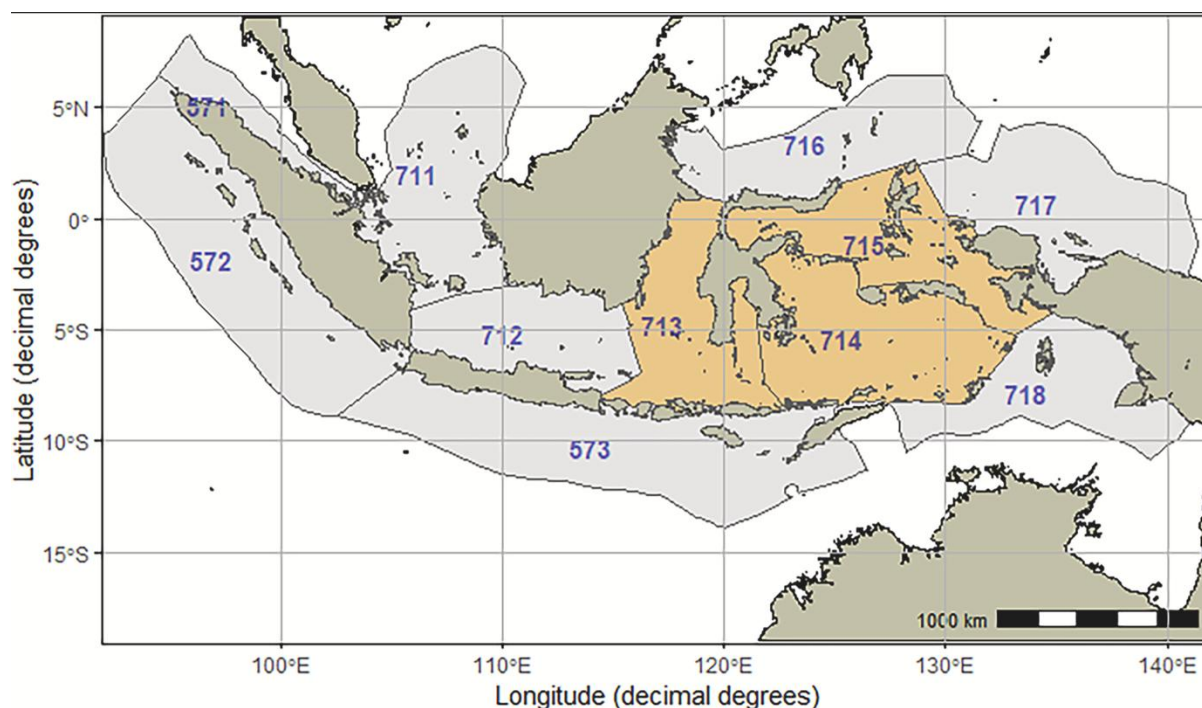 5°N
0°
5°S
10°S
15°S
Latitude (decimal degrees)
571
572
711
712
573
713
716
715
714
717
718
1000 km
100°E
110°E
120°E
130°E
140°E
Longitude (decimal degrees)